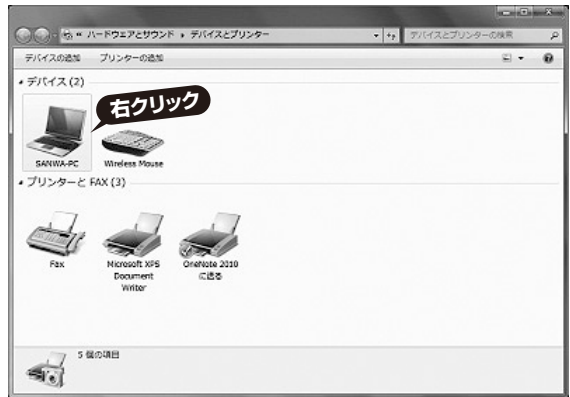 « ハードウェアとサウンド ▸ デバイスとプリンター
デバイスとプリンターの検索
デバイスの追加 プリンターの追加
デバイス (2)
右クリック
SANWA-PC
Wireless Mouse
プリンターと FAX (3)
Fax
Microsoft XPS
Document
Writer
OneNote 2010
に送る
5 個の項目